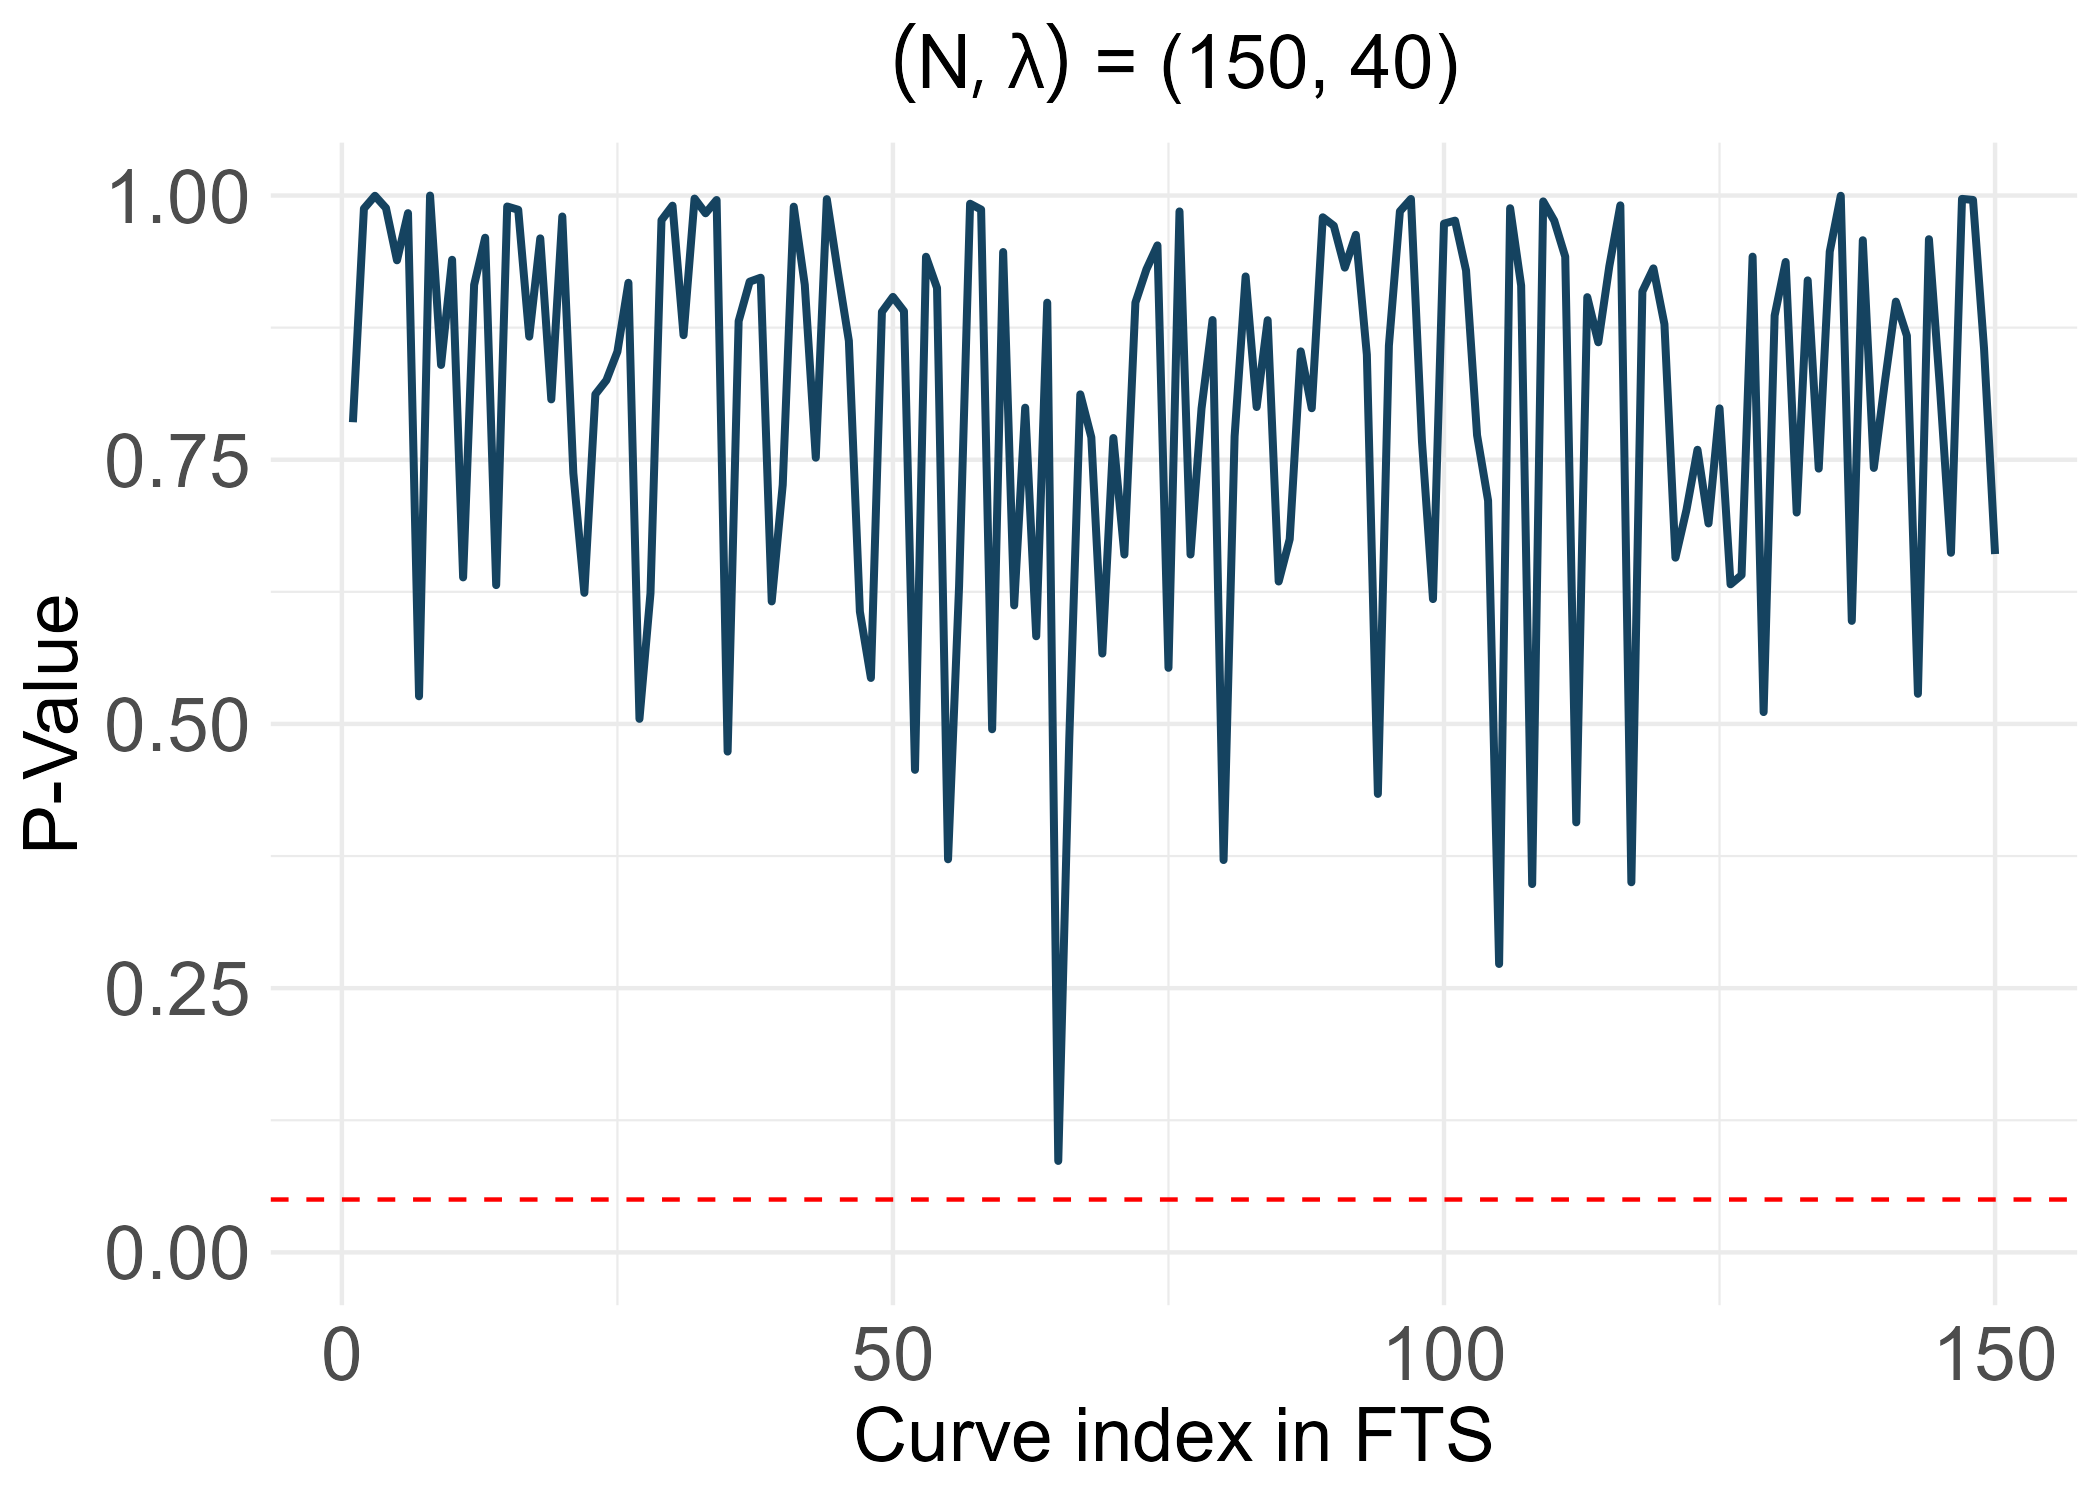 (N, λ) = (150, 40)
P-Value
1.00
0.75
0.50
0.25
0.00
0 50 100 150
Curve index in FTS